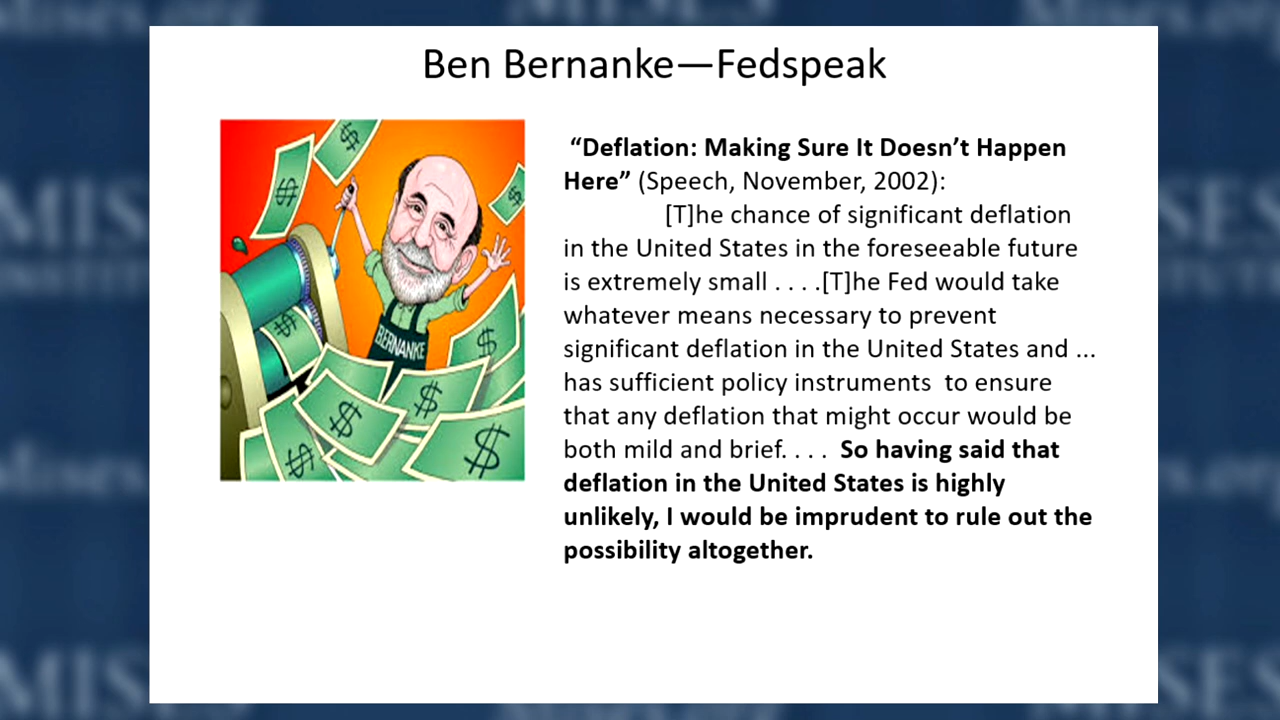 Ben Bernanke—Fedspeak
“Deflation: Making Sure It Doesn’t Happen
Here” (Speech, November, 2002):
[T]he chance of significant deflation
in the United States in the foreseeable future
is extremely small . . . .[T]he Fed would take
whatever means necessary to prevent
significant deflation in the United States and ...
has sufficient policy instruments to ensure
that any deflation that might occur would be
both mild and brief. . . . So having said that
deflation in the United States is highly
unlikely, I would be imprudent to rule out the
possibility altogether.
BERNANKE
$
$
$
$
$
$
$
$
$